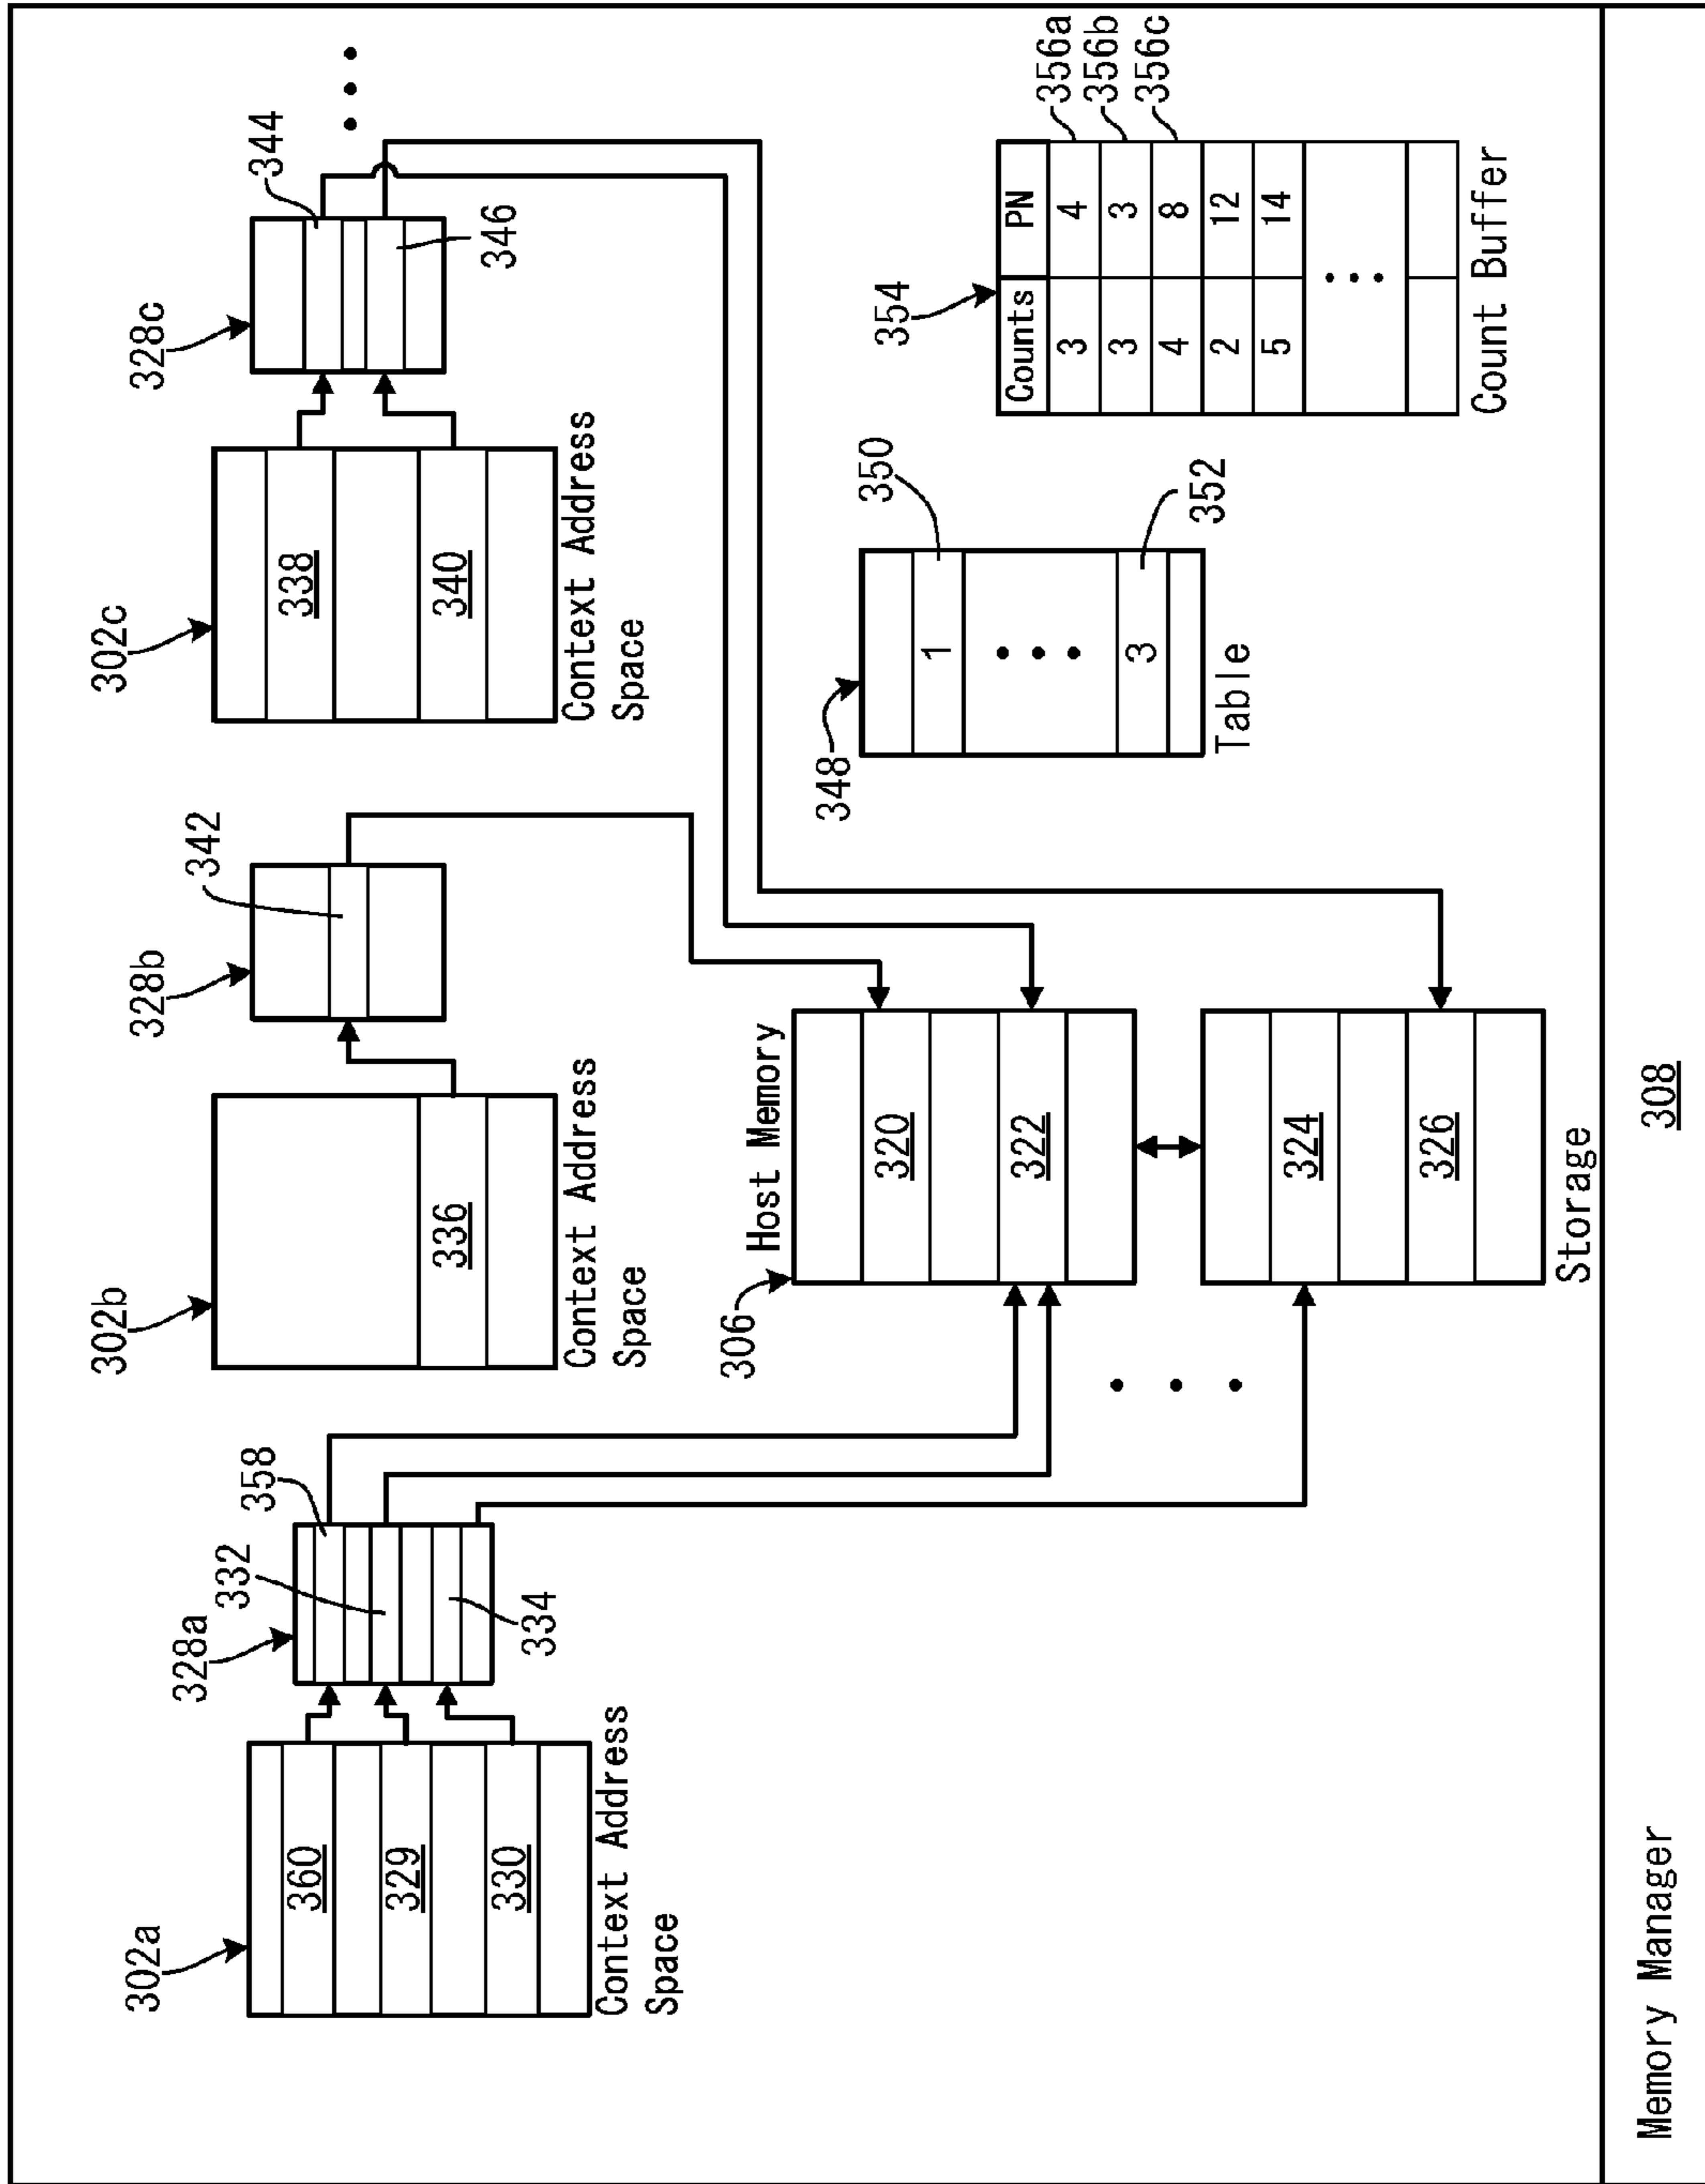 302a
360
329
330
Context Address
Space
328a
332
358
334
302b
336
Context Address
Space
328b
342
302c
338
340
Context Address
Space
328c
344
346
306
Host Memory
320
322
324
326
Storage
348
1
3
350
352
Table
354
Counts PN
3 4
3 3
4 8
2 12
5 14
356a
356b
356c
Count Buffer
Memory Manager
308